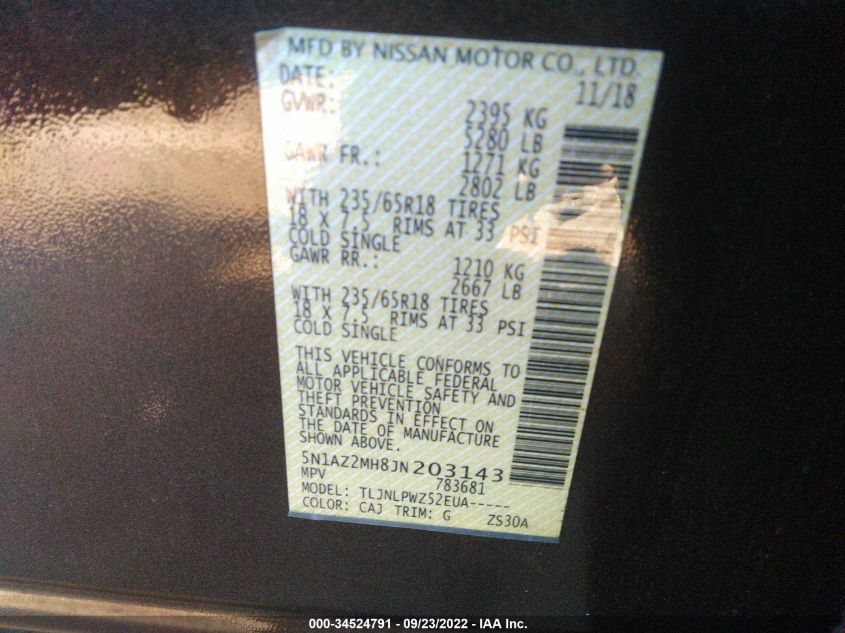 MFD BY NISSAN MOTOR CO., LTD.
DATE: 11/18
GVWR: 2395 KG
5280 LB
GAWR FR.: 1271 KG
2802 LB
WITH 235/65R18 TIRES
18 X 7.5 RIMS AT 33 PSI
COLD SINGLE
GAWR RR.: 1210 KG
2667 LB
WITH 235/65R18 TIRES
18 X 7.5 RIMS AT 33 PSI
COLD SINGLE
THIS VEHICLE CONFORMS TO
ALL APPLICABLE FEDERAL
MOTOR VEHICLE SAFETY AND
THEFT PREVENTION
STANDARDS IN EFFECT ON
THE DATE OF MANUFACTURE
SHOWN ABOVE.
5N1AZ2MH8JN203143
MPV 783681
MODEL: TLJNLPWZ52EUA-----
COLOR: CAJ TRIM: G ZS30A
000-34524791 - 09/23/2022 - IAA Inc.